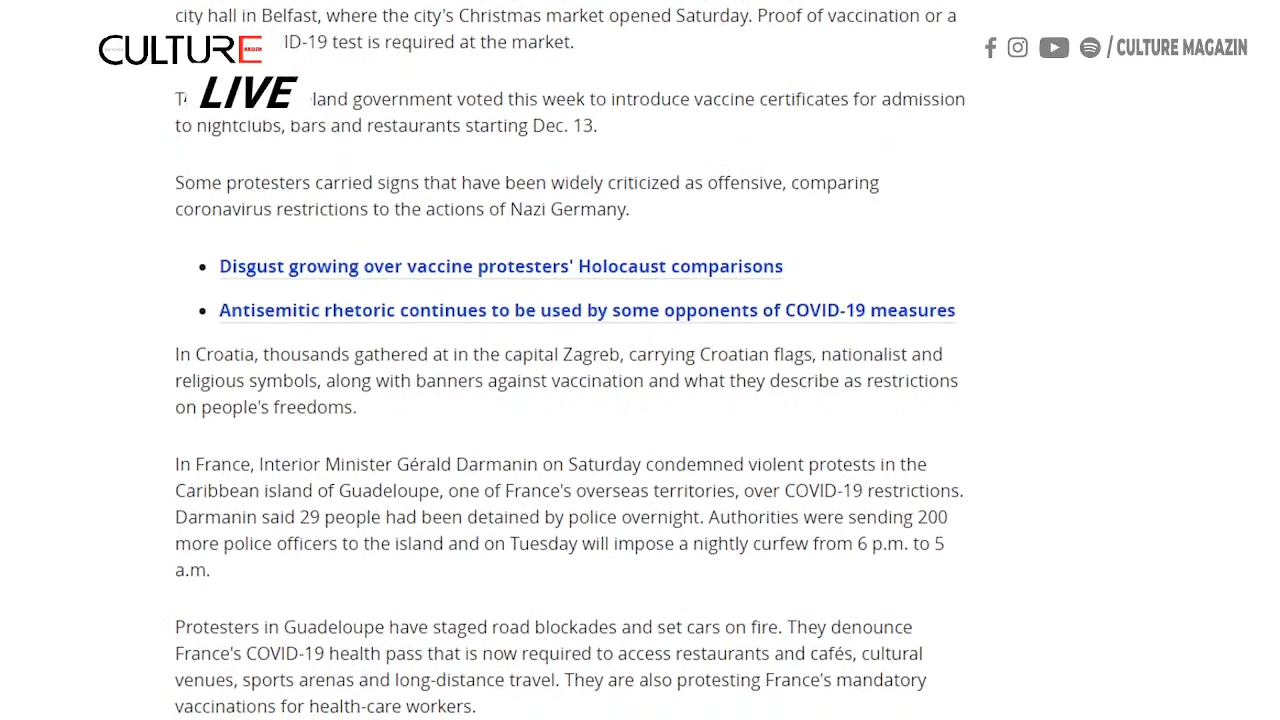 city hall in Belfast, where the city's Christmas market opened Saturday. Proof of vaccination or a
CULTURE MAGAZIN
ID-19 test is required at the market.
/ CULTURE MAGAZIN
LIVE
land government voted this week to introduce vaccine certificates for admission
to nightclubs, bars and restaurants starting Dec. 13.
Some protesters carried signs that have been widely criticized as offensive, comparing
coronavirus restrictions to the actions of Nazi Germany.
• Disgust growing over vaccine protesters' Holocaust comparisons
• Antisemitic rhetoric continues to be used by some opponents of COVID-19 measures
In Croatia, thousands gathered at in the capital Zagreb, carrying Croatian flags, nationalist and
religious symbols, along with banners against vaccination and what they describe as restrictions
on people's freedoms.
In France, Interior Minister Gérald Darmanin on Saturday condemned violent protests in the
Caribbean island of Guadeloupe, one of France's overseas territories, over COVID-19 restrictions.
Darmanin said 29 people had been detained by police overnight. Authorities were sending 200
more police officers to the island and on Tuesday will impose a nightly curfew from 6 p.m. to 5
a.m.
Protesters in Guadeloupe have staged road blockades and set cars on fire. They denounce
France's COVID-19 health pass that is now required to access restaurants and cafés, cultural
venues, sports arenas and long-distance travel. They are also protesting France's mandatory
vaccinations for health-care workers.